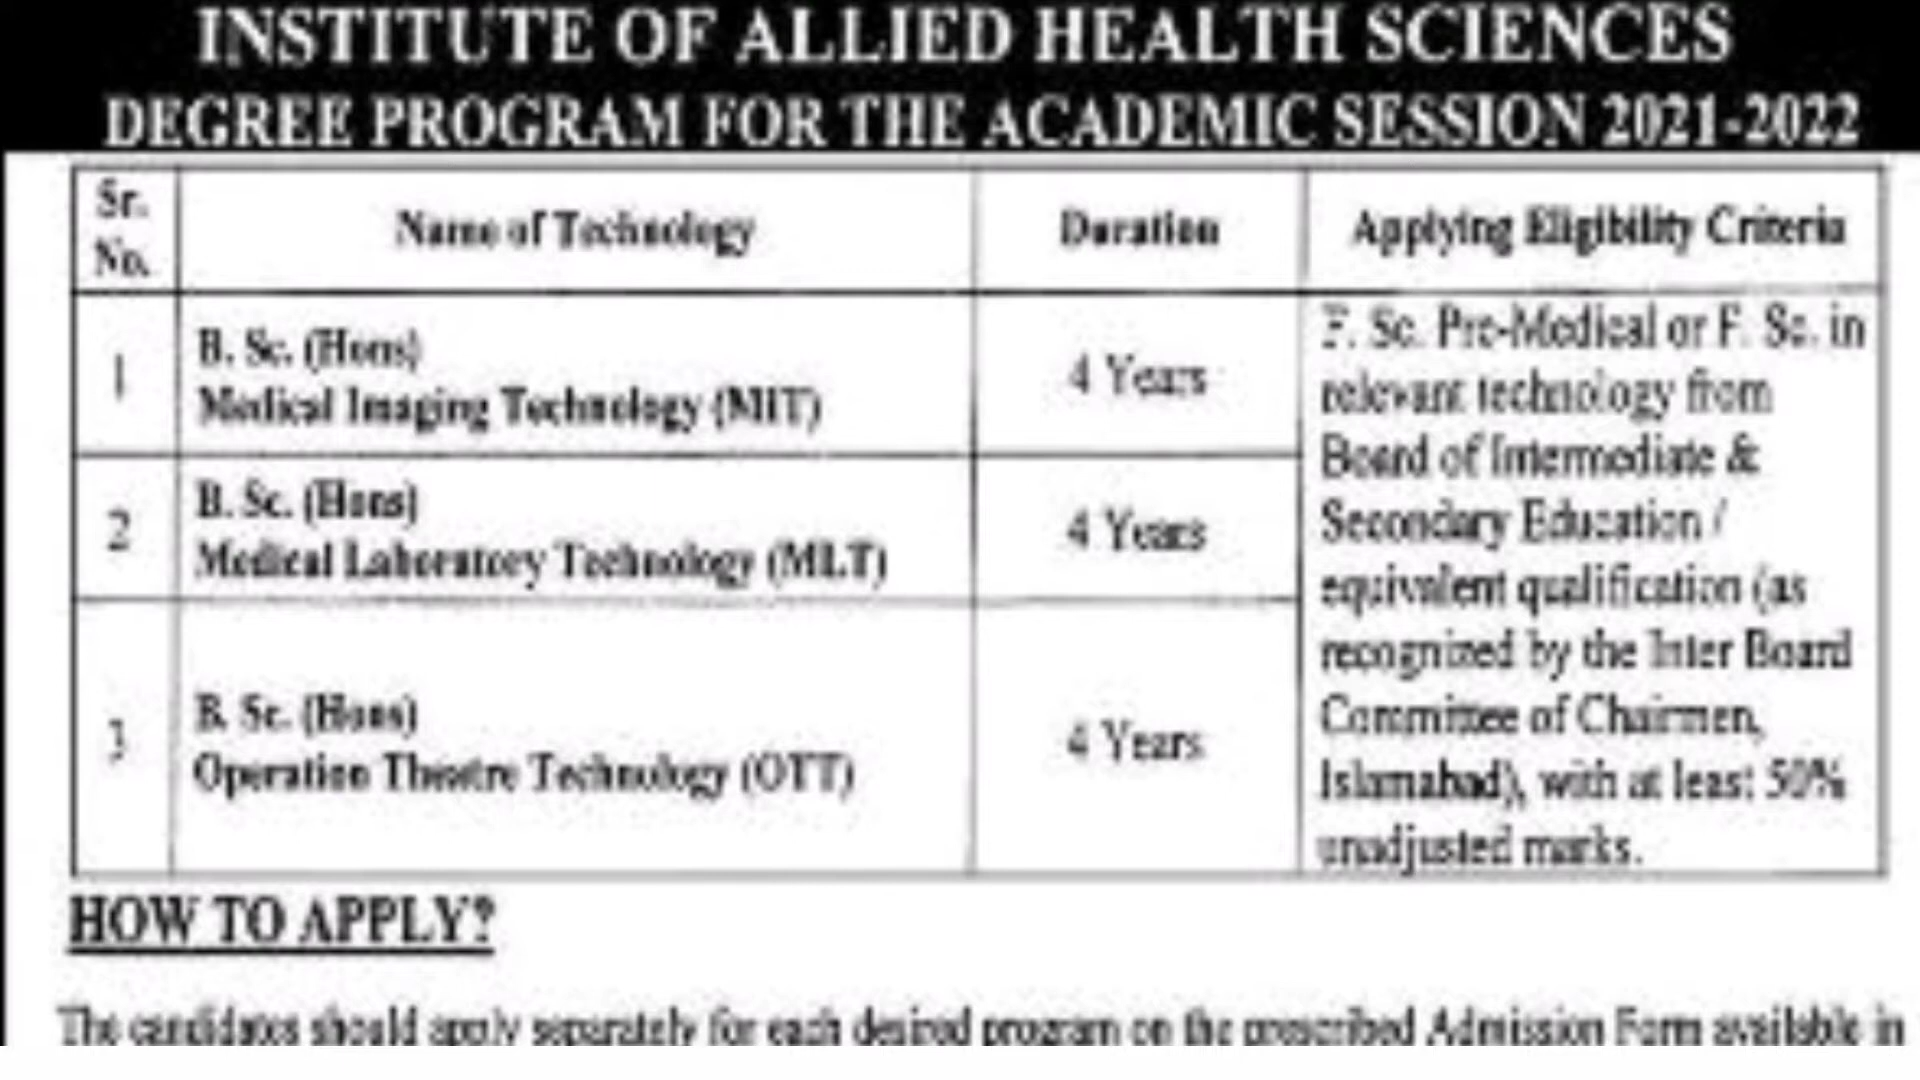 INSTITUTE OF ALLIED HEALTH SCIENCES
DEGREE PROGRAM FOR THE ACADEMIC SESSION 2021-2022
Sr. No.
Name of Technology
Duration
Applying Eligibility Criteria
1
B. Sc. (Hons)
Medical Imaging Technology (MIT)
4 Years
2
B. Sc. (Hons)
Medical Laboratory Technology (MLT)
4 Years
3
B. Sc. (Hons)
Operation Theatre Technology (OTT)
4 Years
F. Sc. Pre-Medical or F. Sc. in
relevant technology from
Board of Intermediate &
Secondary Education /
equivalent qualification (as
recognized by the Inter Board
Committee of Chairmen,
Islamabad), with at least 50%
unadjusted marks.
HOW TO APPLY?
The candidates should apply separately for each desired program on the prescribed Admission Form available in